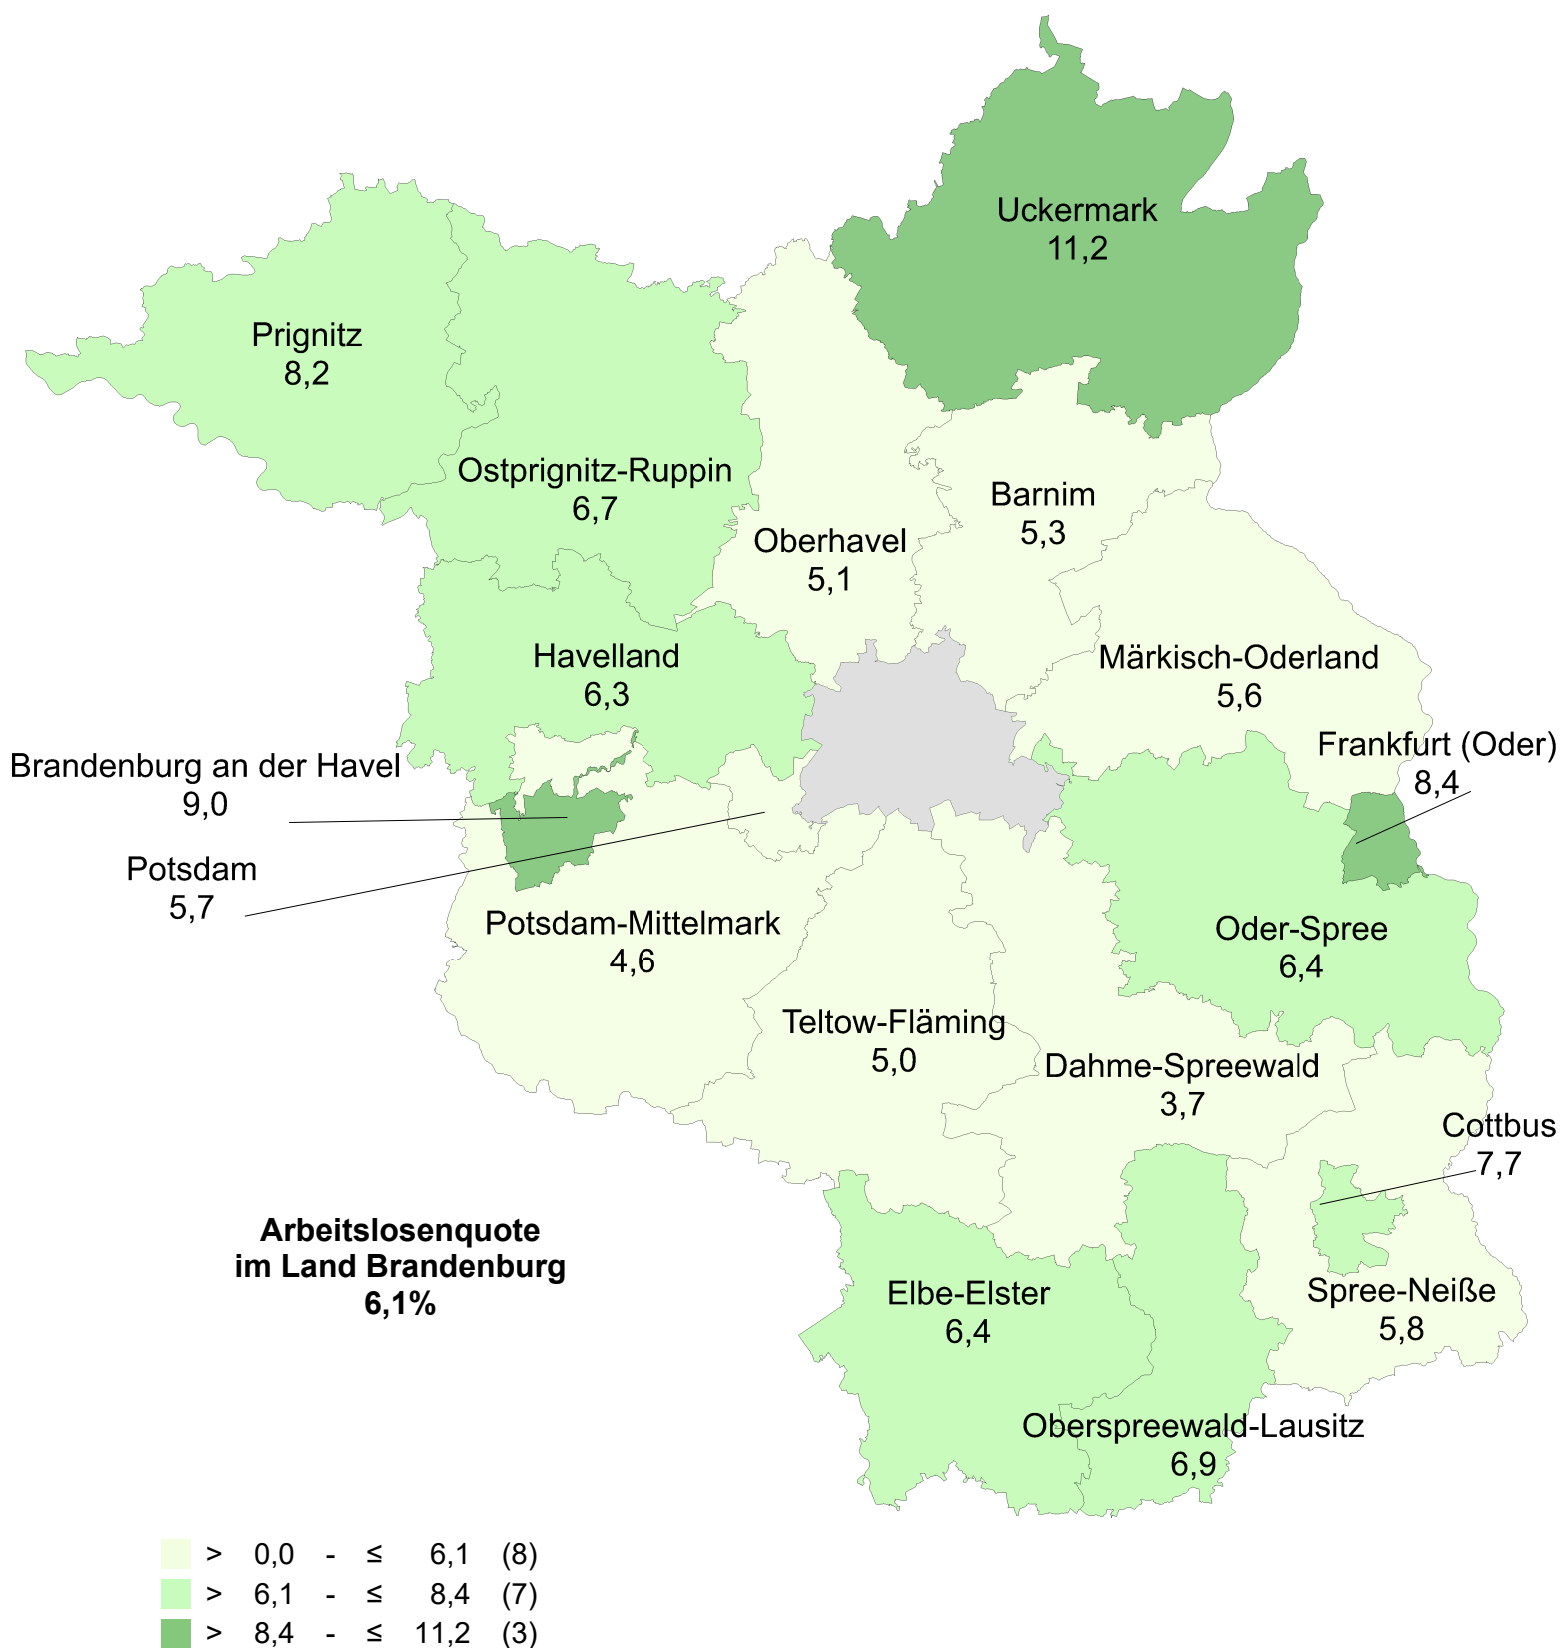 Uckermark
11,2
Prignitz
8,2
Ostprignitz-Ruppin
6,7
Barnim
5,3
Oberhavel
5,1
Havelland
6,3
Märkisch-Oderland
5,6
Frankfurt (Oder)
8,4
Brandenburg an der Havel
9,0
Potsdam
5,7
Potsdam-Mittelmark
4,6
Oder-Spree
6,4
Teltow-Fläming
5,0
Dahme-Spreewald
3,7
Cottbus
7,7
Arbeitslosenquote
im Land Brandenburg
6,1%
Elbe-Elster
6,4
Spree-Neiße
5,8
Oberspreewald-Lausitz
6,9
> 0,0 - ≤ 6,1 (8)
> 6,1 - ≤ 8,4 (7)
> 8,4 - ≤ 11,2 (3)